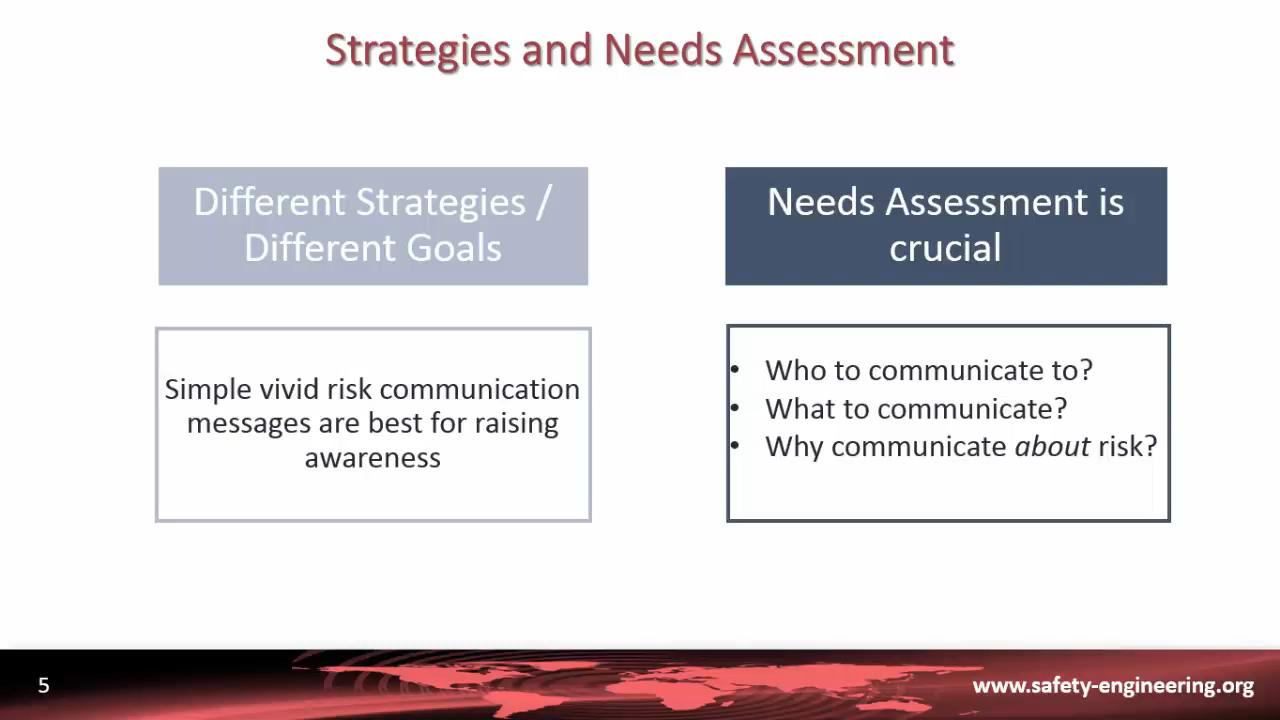 Strategies and Needs Assessment
Different Strategies /
Different Goals
Simple vivid risk communication
messages are best for raising
awareness
Needs Assessment is
crucial
• Who to communicate to?
• What to communicate?
• Why communicate about risk?
5
www.safety-engineering.org